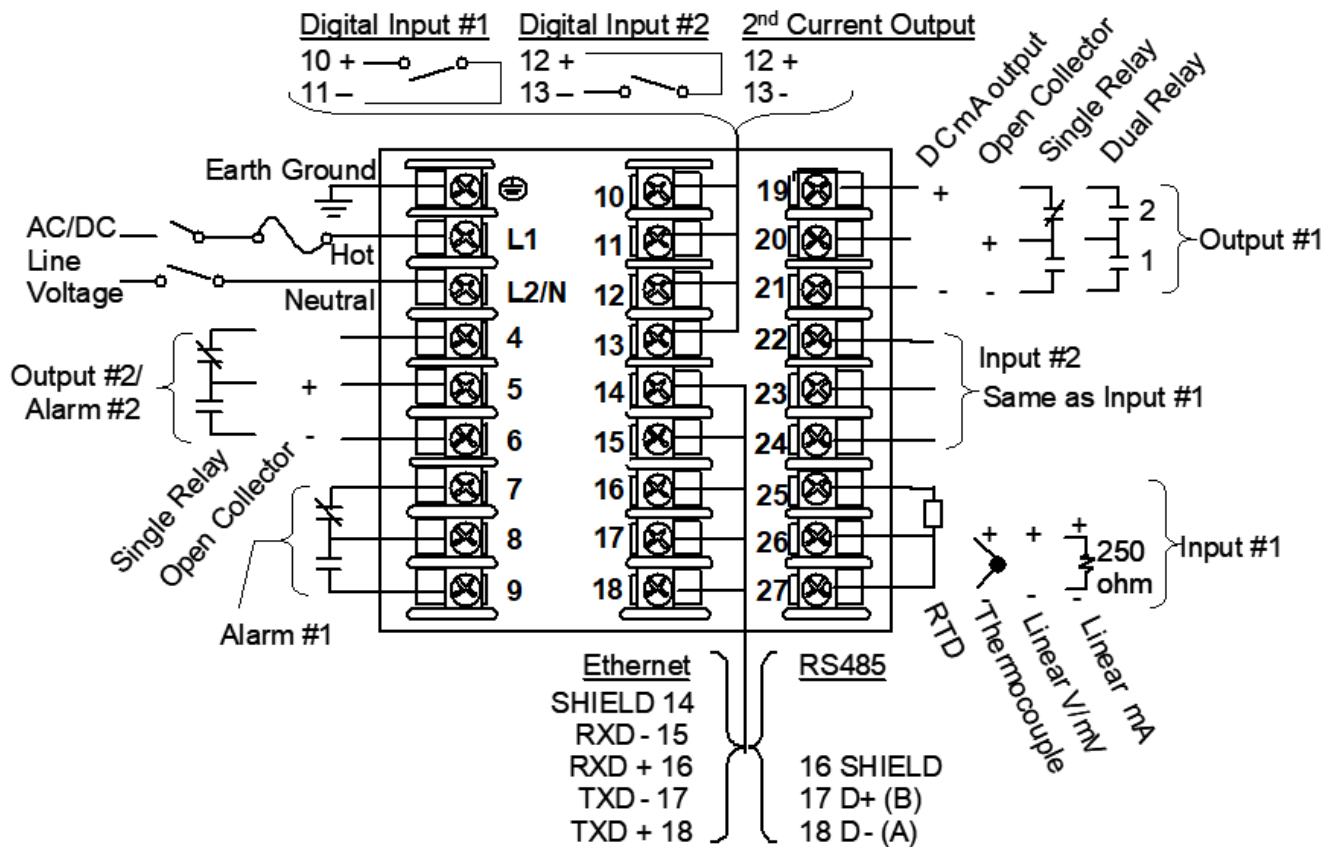 Digital Input #1
10 +
11 –
Digital Input #2
12 +
13 –
2nd Current Output
12 +
13 -
DC mA output
Open Collector
Single Relay
Dual Relay
Earth Ground
AC/DC
Line
Voltage
Hot
Neutral
L1
L2/N
4
5
6
7
8
9
10
11
12
13
14
15
16
17
18
19
20
21
22
23
24
25
26
27
+
-
+
-
2
1
Output #1
Output #2/
Alarm #2
+
-
Single Relay
Open Collector
Alarm #1
Input #2
Same as Input #1
+
-
+
-
+
-
250
ohm
Input #1
RTD
Thermocouple
Linear V/mV
Linear mA
Ethernet
SHIELD 14
RXD - 15
RXD + 16
TXD - 17
TXD + 18
RS485
16 SHIELD
17 D+ (B)
18 D - (A)